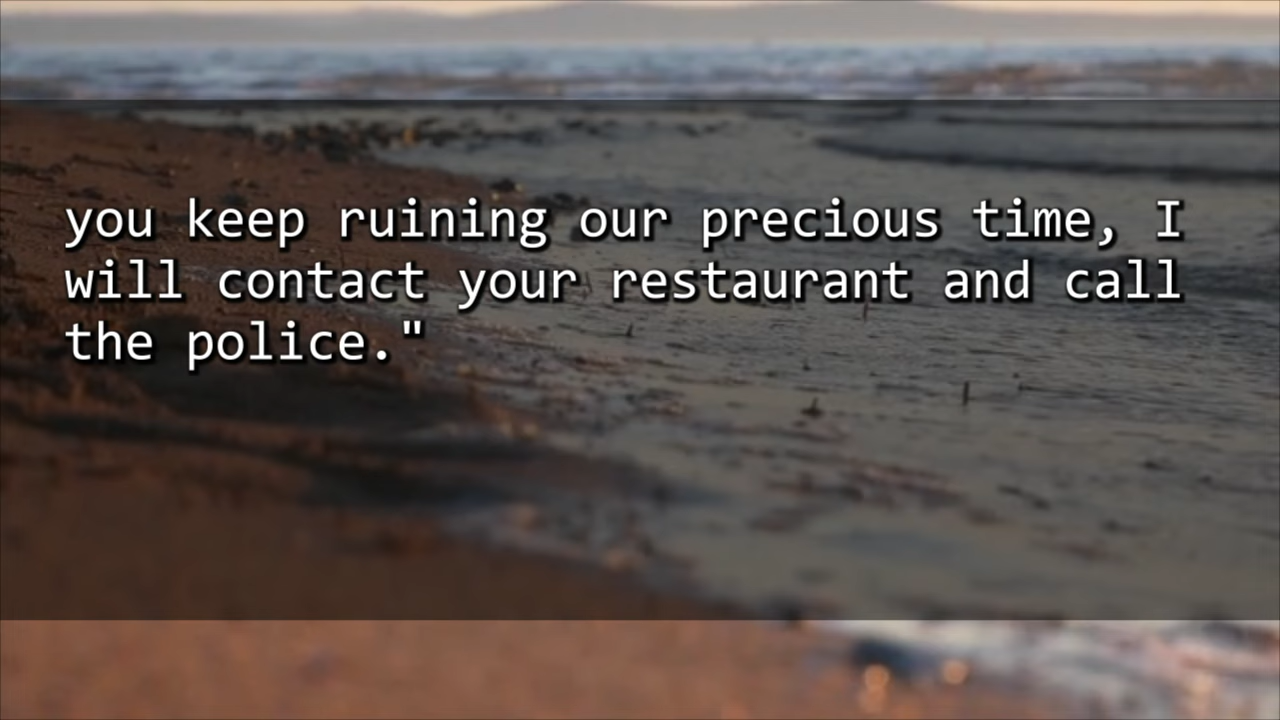 you keep ruining our precious time, I
will contact your restaurant and call
the police."